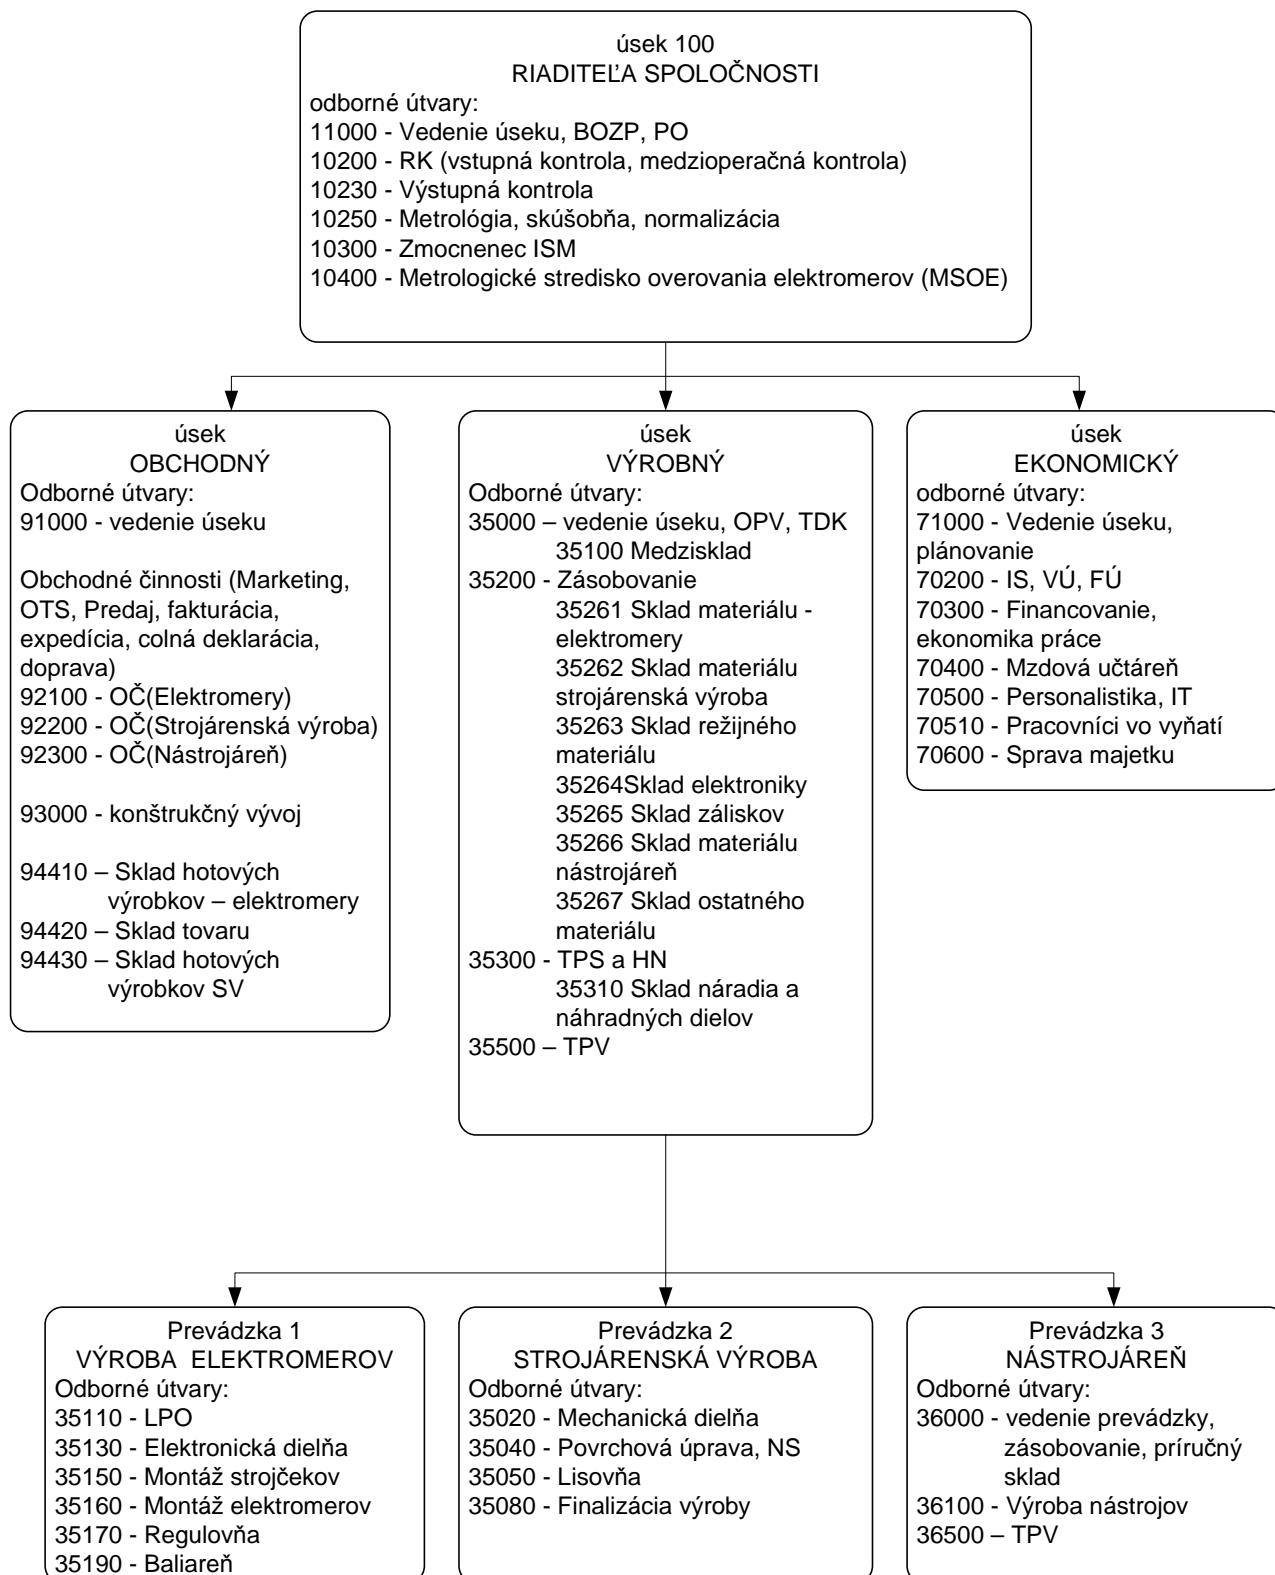 úsek 100
RIADITEĽA SPOLOČNOSTI
odborné útvary:
11000 - Vedenie úseku, BOZP, PO
10200 - RK (vstupná kontrola, medzioperačná kontrola)
10230 - Výstupná kontrola
10250 - Metrológia, skúšobňa, normalizácia
10300 - Zmocnenec ISM
10400 - Metrologické stredisko overovania elektromerov (MSOE)
úsek
OBCHODNÝ
Odborné útvary:
91000 - vedenie úseku
Obchodné činnosti (Marketing,
OTS, Predaj, fakturácia,
expedícia, colná deklarácia,
doprava)
92100 - OČ(Elektromery)
92200 - OČ(Strojárenská výroba)
92300 - OČ(Nástrojáreň)
93000 - konštrukčný vývoj
94410 – Sklad hotových
výrobkov – elektromery
94420 – Sklad tovaru
94430 – Sklad hotových
výrobkov SV
úsek
VÝROBNÝ
Odborné útvary:
35000 – vedenie úseku, OPV, TDK
35100 Medzisklad
35200 - Zásobovanie
35261 Sklad materiálu -
elektromery
35262 Sklad materiálu
strojárenská výroba
35263 Sklad režijného
materiálu
35264Sklad elektroniky
35265 Sklad záliskov
35266 Sklad materiálu
nástrojáreň
35267 Sklad ostatného
materiálu
35300 - TPS a HN
35310 Sklad náradia a
náhradných dielov
35500 – TPV
úsek
EKONOMICKÝ
odborné útvary:
71000 - Vedenie úseku,
plánovanie
70200 - IS, VÚ, FÚ
70300 - Financovanie,
ekonomika práce
70400 - Mzdová učtáreň
70500 - Personalistika, IT
70510 - Pracovníci vo vyňatí
70600 - Sprava majetku
Prevádzka 1
VÝROBA ELEKTROMEROV
Odborné útvary:
35110 - LPO
35130 - Elektronická dielňa
35150 - Montáž strojčekov
35160 - Montáž elektromerov
35170 - Regulovňa
35190 - Baliareň
Prevádzka 2
STROJÁRENSKÁ VÝROBA
Odborné útvary:
35020 - Mechanická dielňa
35040 - Povrchová úprava, NS
35050 - Lisovňa
35080 - Finalizácia výroby
Prevádzka 3
NÁSTROJÁREŇ
Odborné útvary:
36000 - vedenie prevádzky,
zásobovanie, príručný
sklad
36100 - Výroba nástrojov
36500 – TPV